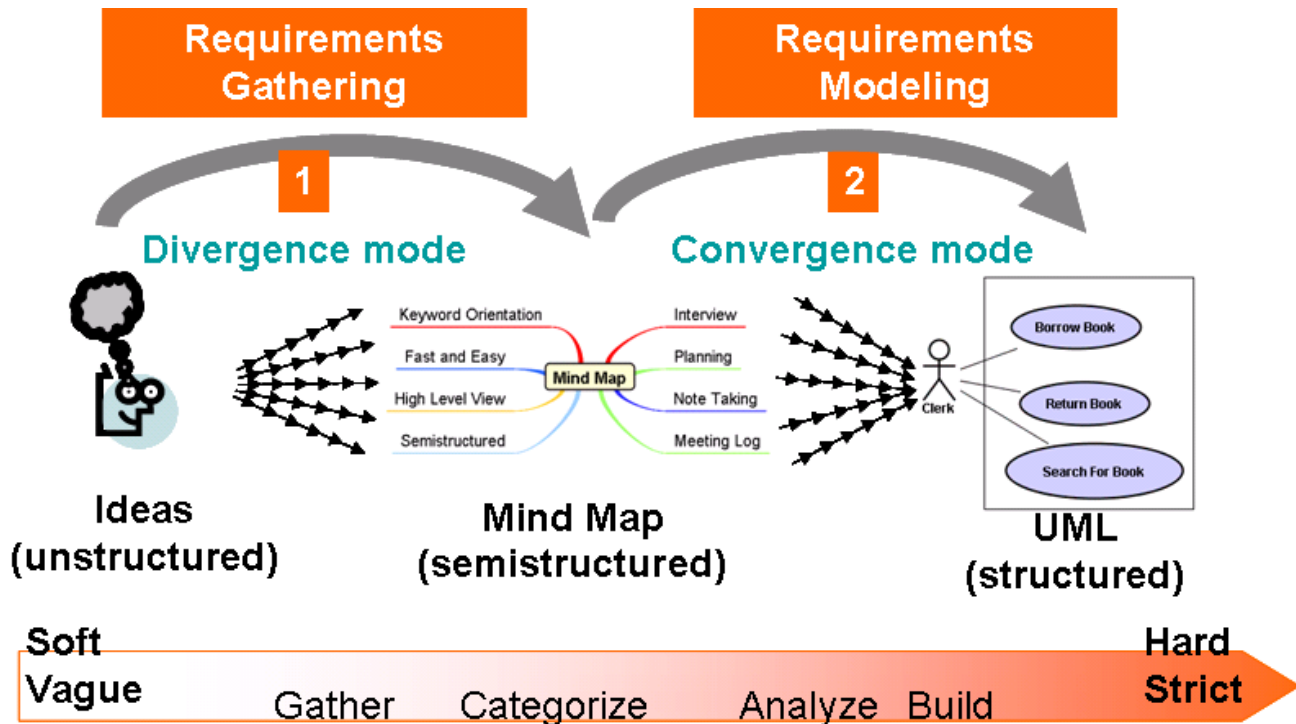 Requirements
Gathering
Requirements
Modeling
1
2
Divergence mode
Convergence mode
Keyword Orientation
Fast and Easy
High Level View
Semistructured
Mind Map
Interview
Planning
Note Taking
Meeting Log
Clerk
Borrow Book
Return Book
Search For Book
Ideas
(unstructured)
Mind Map
(semistructured)
UML
(structured)
Soft
Vague
Gather
Categorize
Analyze
Build
Hard
Strict